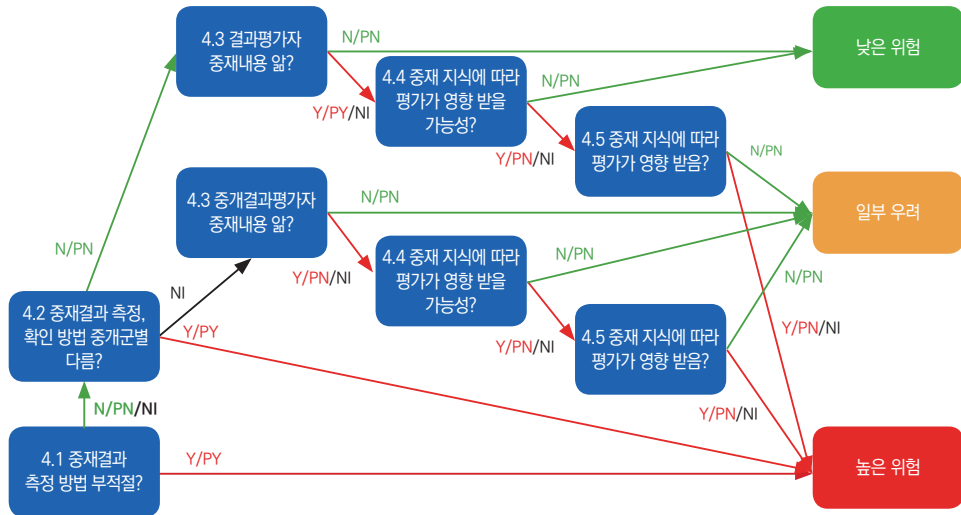 4.3 결과평가자
중재내용 앎?
N/PN
낮은 위험
4.4 중재 지식에 따라
평가가 영향 받을
가능성?
Y/PY/NI
N/PN
4.5 중재 지식에 따라
평가가 영향 받음?
Y/PN/NI
N/PN
4.3 중개결과평가자
중재내용 앎?
N/PN
일부 우려
N/PN
4.4 중재 지식에 따라
평가가 영향 받을
가능성?
Y/PN/NI
N/PN
N/PN
NI
4.2 중재결과 측정,
확인 방법 중개군별
다름?
Y/PY
4.5 중재 지식에 따라
평가가 영향 받음?
Y/PN/NI
Y/PN/NI
Y/PN/NI
N/PN/NI
4.1 중재결과
측정 방법 부적절?
Y/PY
높은 위험